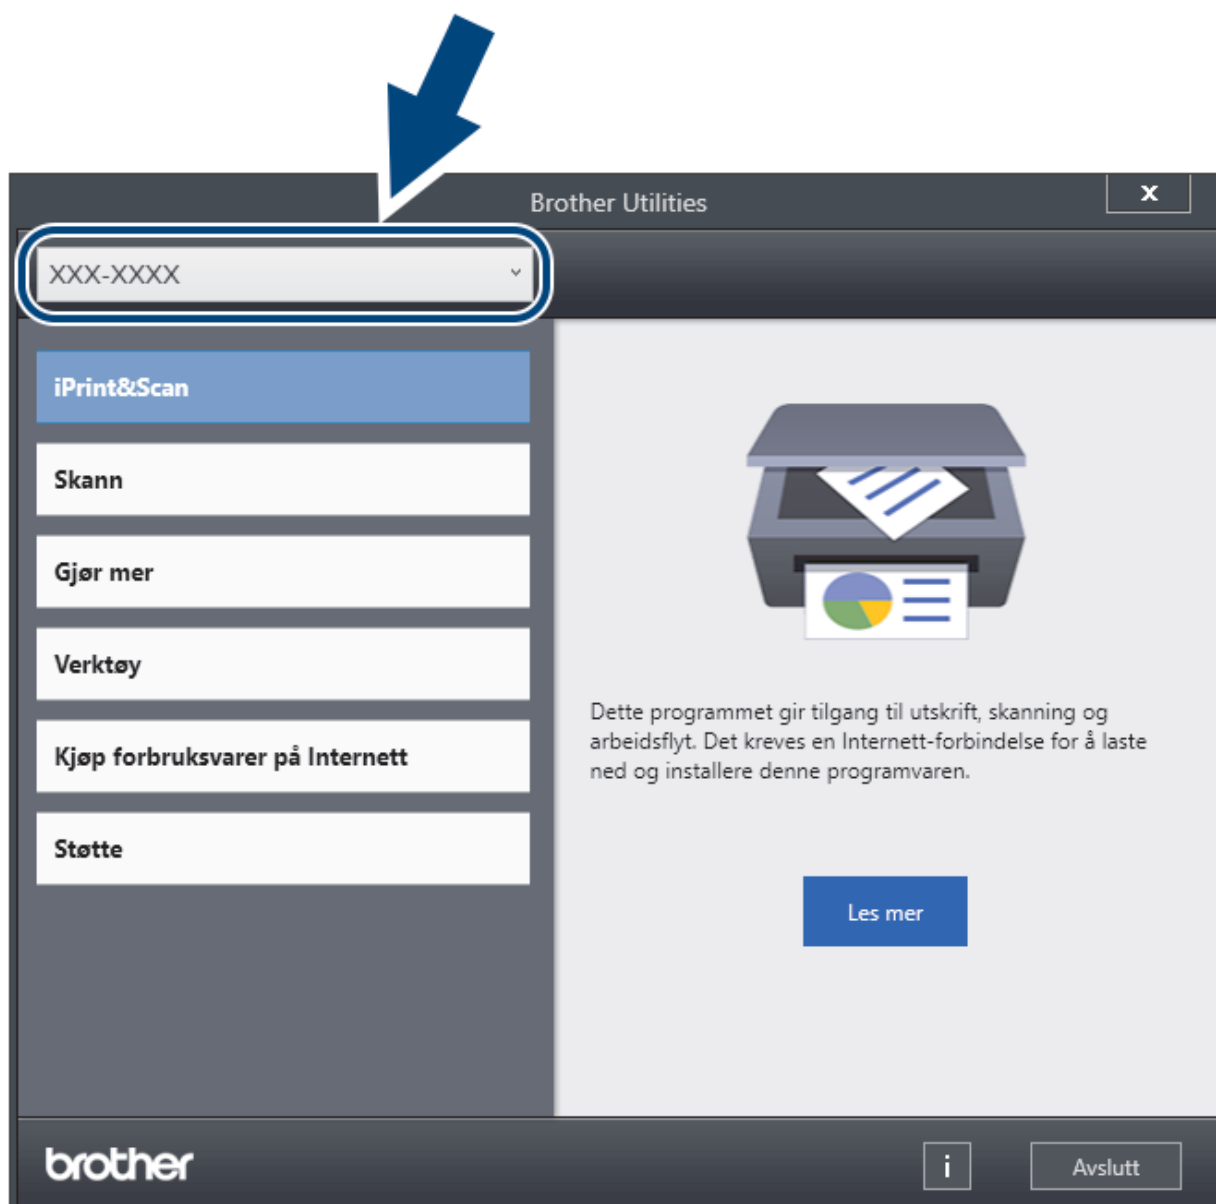 Brother Utilities
X
XXX-XXXX
iPrint&Scan
Skann
Gjør mer
Verktøy
Kjøp forbruksvarer på Internett
Støtte
Dette programmet gir tilgang til utskrift, skanning og
arbeidsflyt. Det kreves en Internett-forbindelse for å laste
ned og installere denne programvaren.
Les mer
brother
i
Avslutt